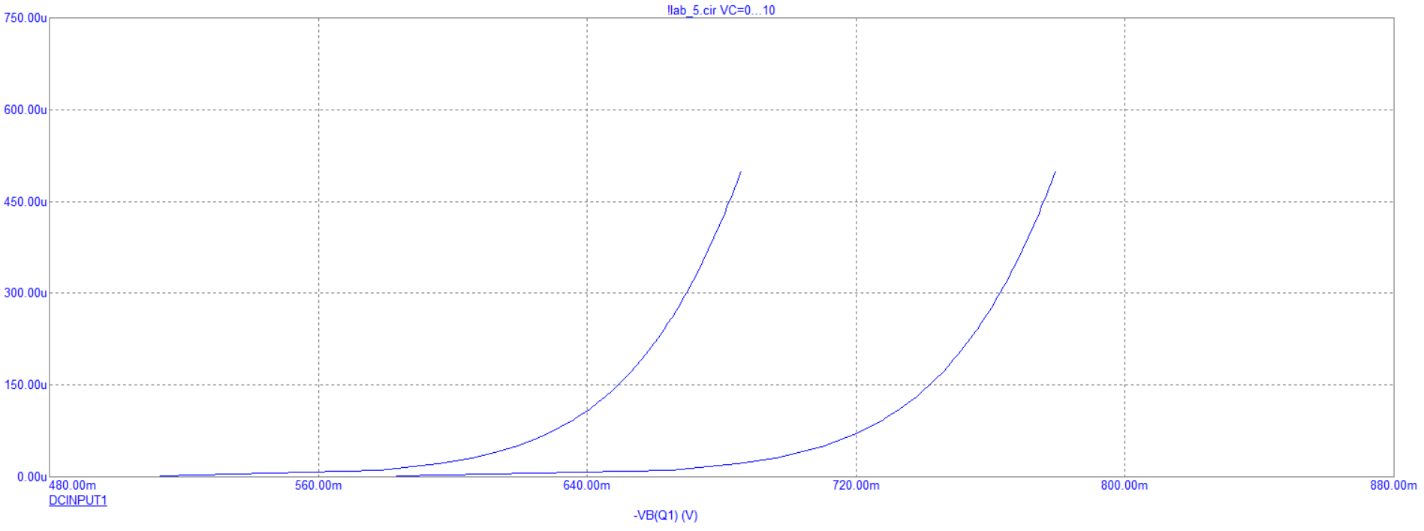 !lab_5.cir VC=0...10
750.00u
600.00u
450.00u
300.00u
150.00u
0.00u
480.00m 560.00m 640.00m 720.00m 800.00m 880.00m
DCINPUT1
-VB(Q1) (V)